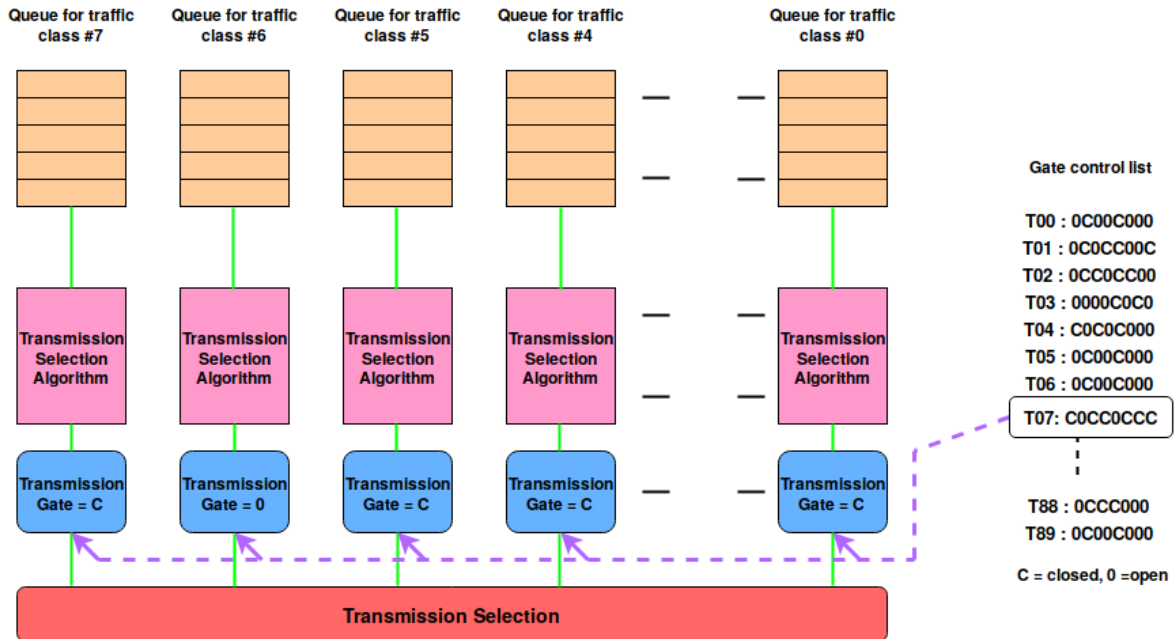 Queue for traffic
class #7
Queue for traffic
class #6
Queue for traffic
class #5
Queue for traffic
class #4
Queue for traffic
class #0
Transmission
Selection
Algorithm
Transmission
Selection
Algorithm
Transmission
Selection
Algorithm
Transmission
Selection
Algorithm
Transmission
Selection
Algorithm
Transmission
Gate = C
Transmission
Gate = 0
Transmission
Gate = C
Transmission
Gate = C
Transmission
Gate = C
Transmission Selection
Gate control list
T00 : 0C00C000
T01 : 0C0CC00C
T02 : 0CC0CC00
T03 : 0000C0C0
T04 : C0C0C000
T05 : 0C00C000
T06 : 0C00C000
T07: C0CC0CCC
T88 : 0CCC000
T89 : 0C00C000
C = closed, 0 =open